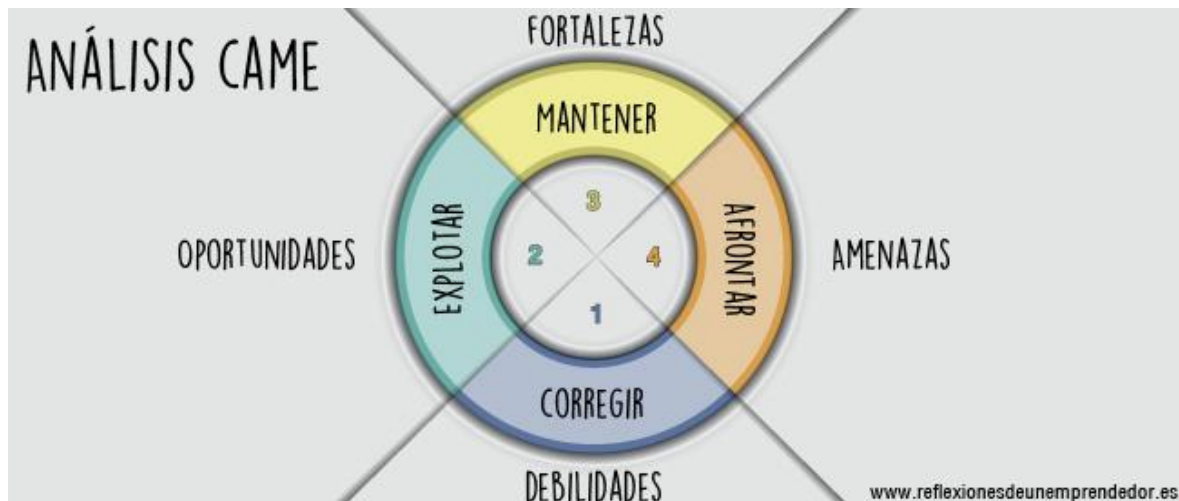 ANÁLISIS CAME
FORTALEZAS
MANTENER
3
OPORTUNIDADES
EXPLOTAR
2
4
AFRONTAR
AMENAZAS
1
CORREGIR
DEBILIDADES
www.reflexionesdeunemprendedor.es